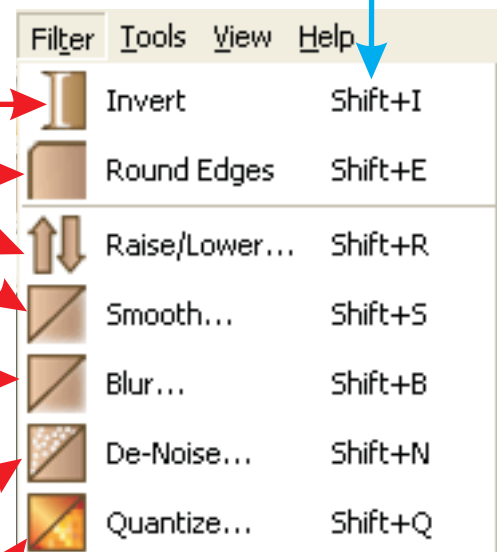 Filter Tools View Help
Invert Shift+I
Round Edges Shift+E
Raise/Lower... Shift+R
Smooth... Shift+S
Blur... Shift+B
De-Noise... Shift+N
Quantize... Shift+Q